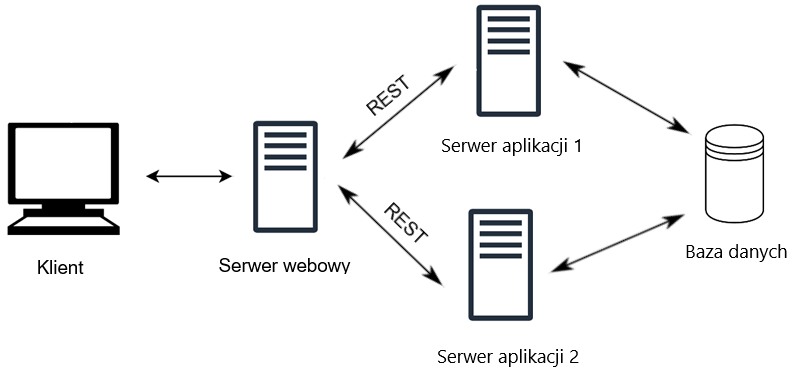 REST
Serwer aplikacji 1
Klient
Serwer webowy
REST
Baza danych
Serwer aplikacji 2